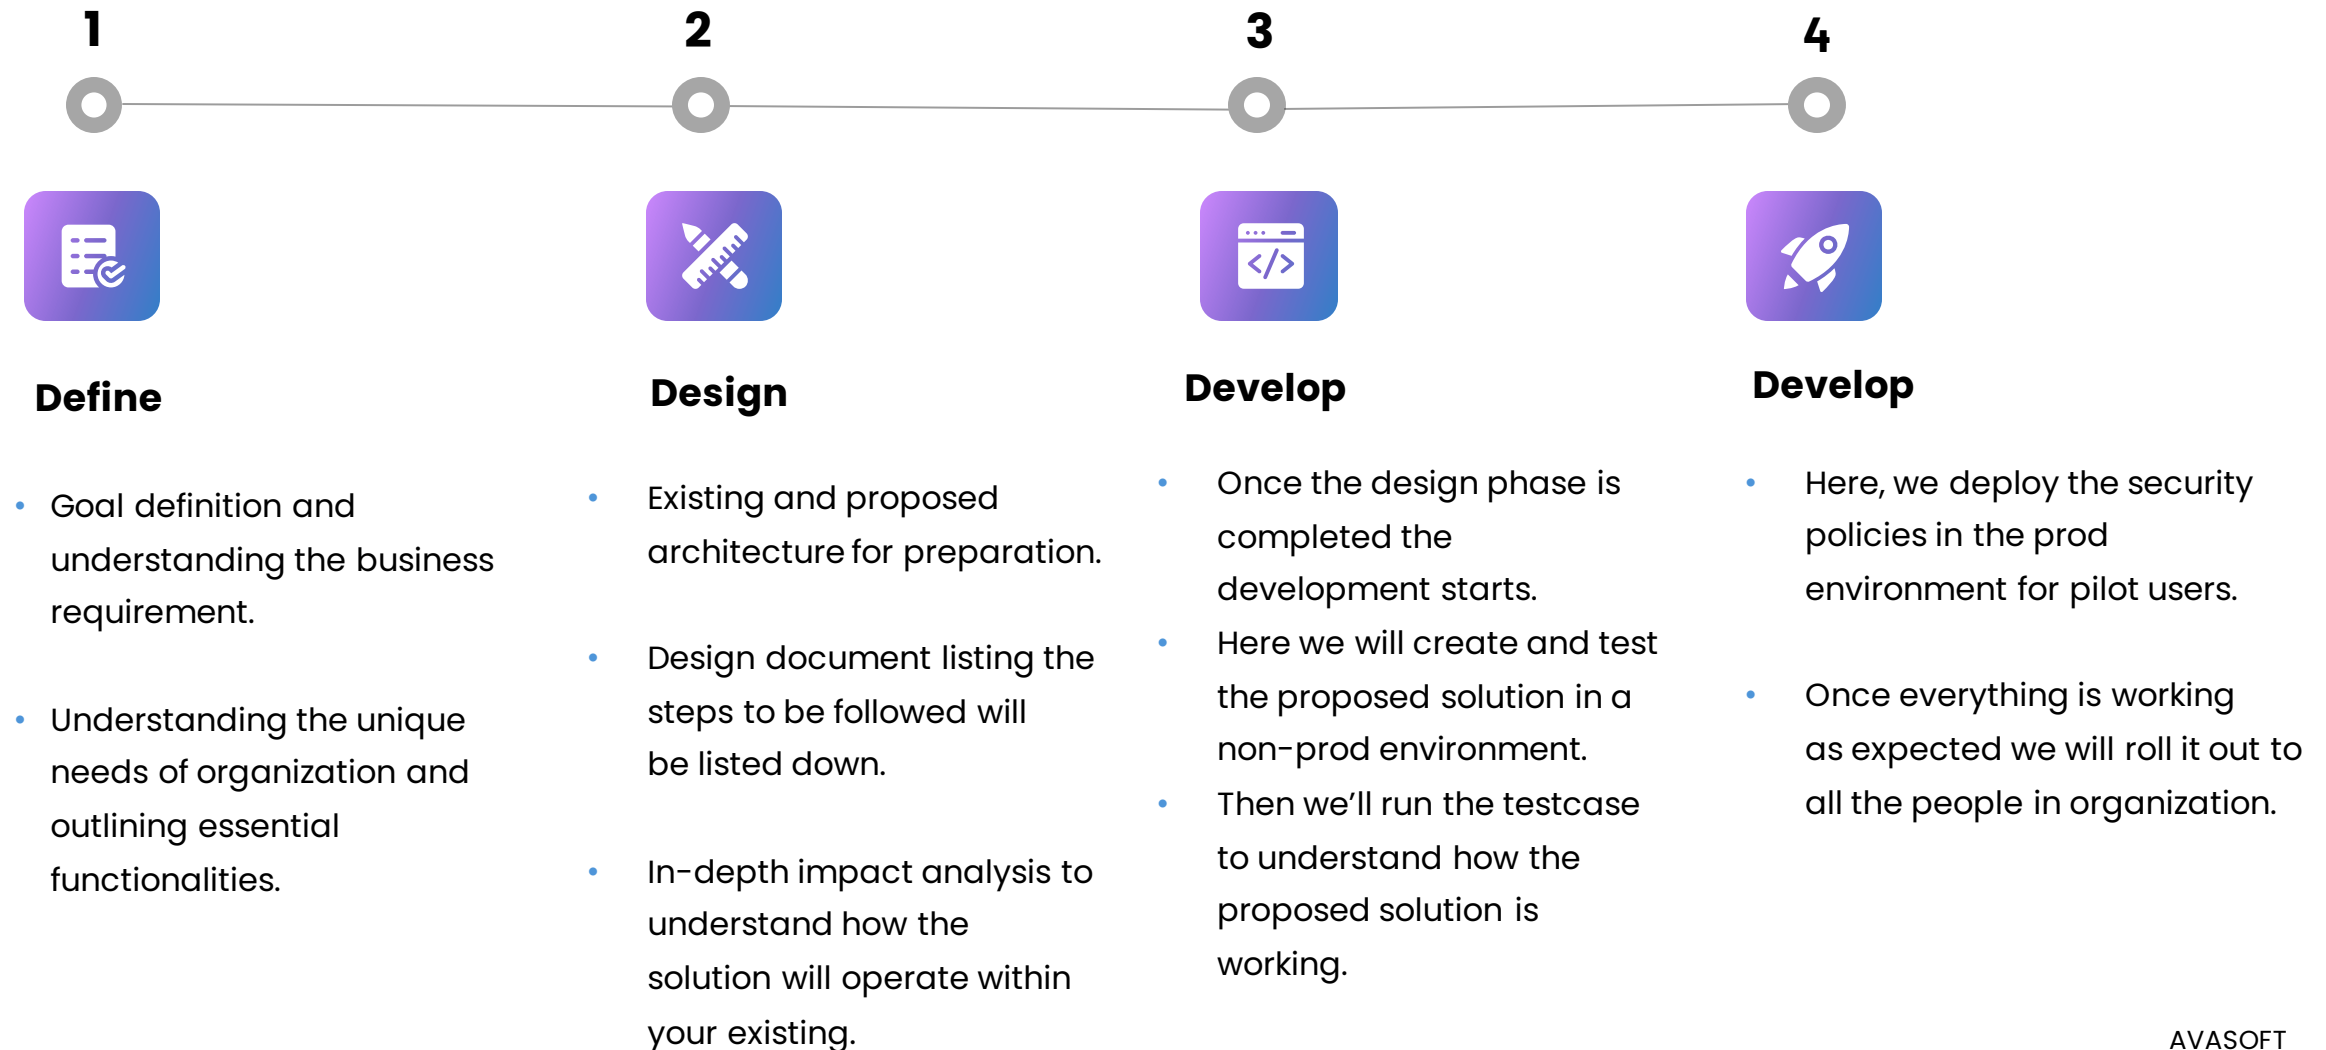 1
2
3
4
Define
Goal definition and
understanding the business
requirement.
Understanding the unique
needs of organization and
outlining essential
functionalities.
Design
Existing and proposed
architecture for preparation.
Design document listing the
steps to be followed will
be listed down.
In-depth impact analysis to
understand how the
solution will operate within
your existing.
Develop
Once the design phase is
completed the
development starts.
Here we will create and test
the proposed solution in a
non-prod environment.
Then we’ll run the testcase
to understand how the
proposed solution is
working.
Develop
Here, we deploy the security
policies in the prod
environment for pilot users.
Once everything is working
as expected we will roll it out to
all the people in organization.
AVASOFT